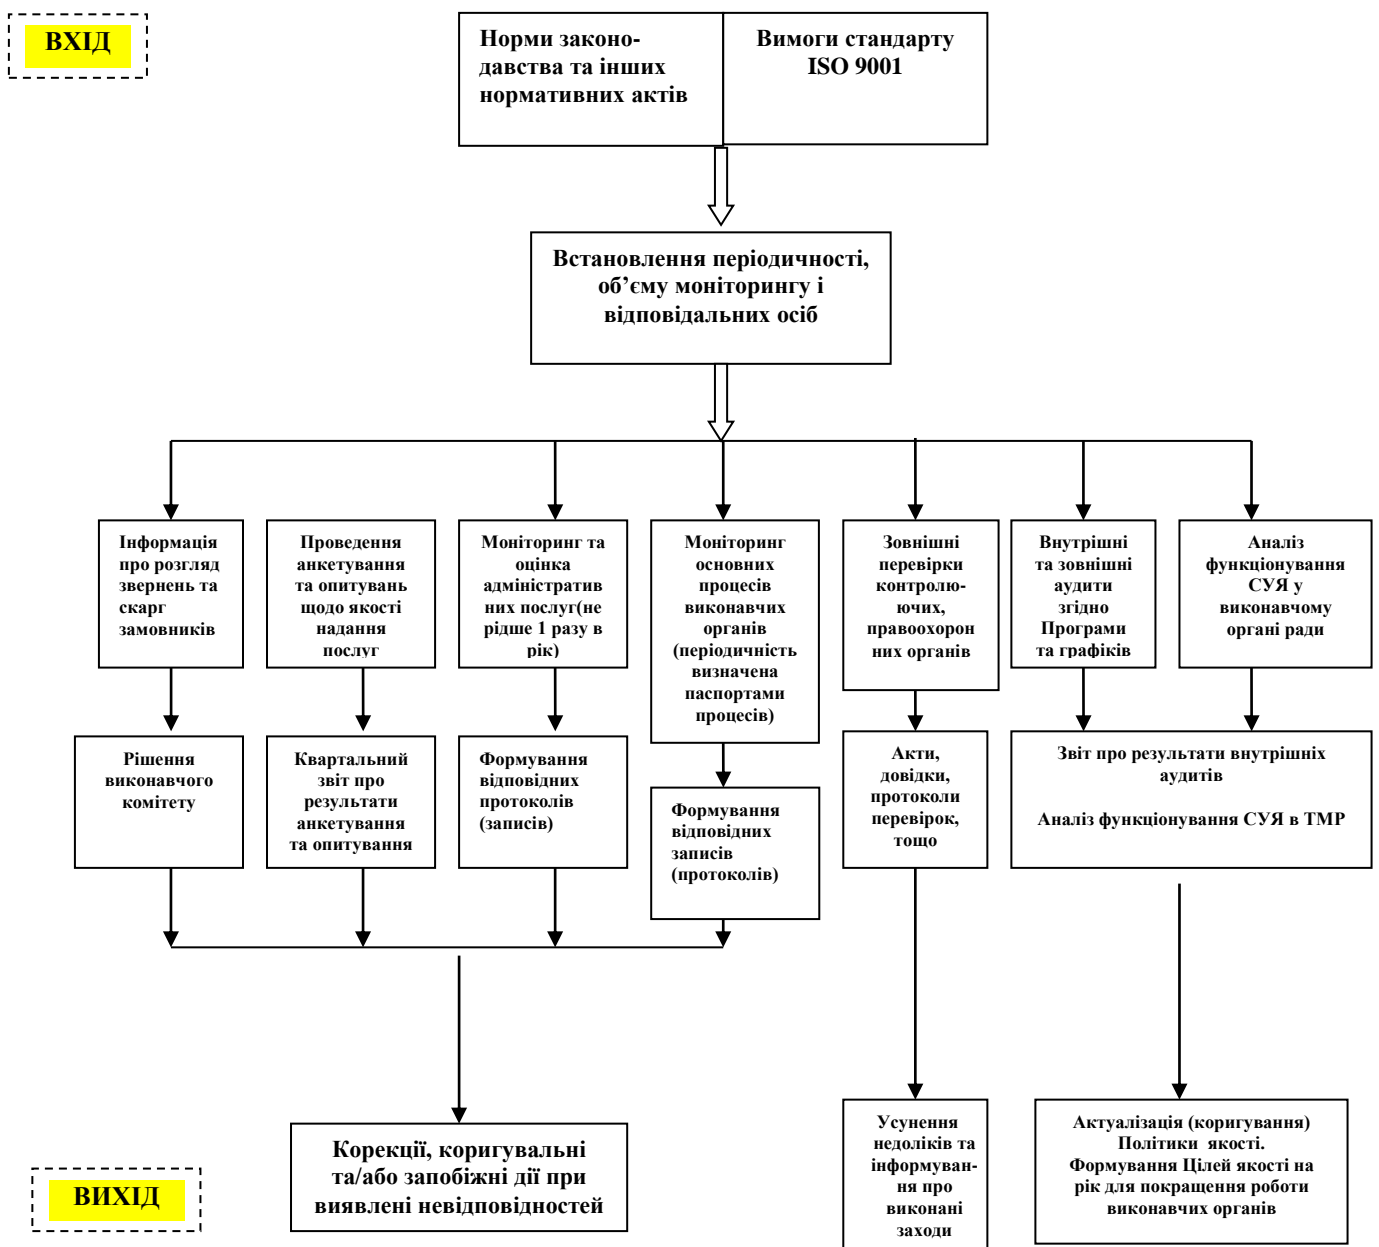 ВХІД
Норми законо-
давства та інших
нормативних актів
Вимоги стандарту
ISO 9001
Встановлення періодичності,
об’єму моніторингу і
відповідальних осіб
Інформація
про розгляд
звернень та
скарг
замовників
Проведення
анкетування
та опитувань
щодо якості
надання
послуг
Моніторинг та
оцінка
адміністратив
них послуг(не
рідше 1 разу в
рік)
Моніторинг
основних
процесів
виконавчих
органів
(періодичність
визначена
паспортами
процесів)
Зовнішні
перевірки
контролю-
ючих,
правоохорон
них органів
Внутрішні
та зовнішні
аудити
згідно
Програми
та графіків
Аналіз
функціонування
СУЯ у
виконавчому
органі ради
Рішення
виконавчого
комітету
Квартальний
звіт про
результати
анкетування
та опитування
Формування
відповідних
протоколів
(записів)
Формування
відповідних
записів
(протоколів)
Акти,
довідки,
протоколи
перевірок,
тощо
Звіт про результати внутрішніх
аудитів
Аналіз функціонування СУЯ в ТМР
Корекції, коригувальні
та/або запобіжні дії при
виявлені невідповідностей
Усунення
недоліків та
інформуван-
ня про
виконані
заходи
Актуалізація (коригування)
Політики якості.
Формування Цілей якості на
рік для покращення роботи
виконавчих органів
ВИХІД